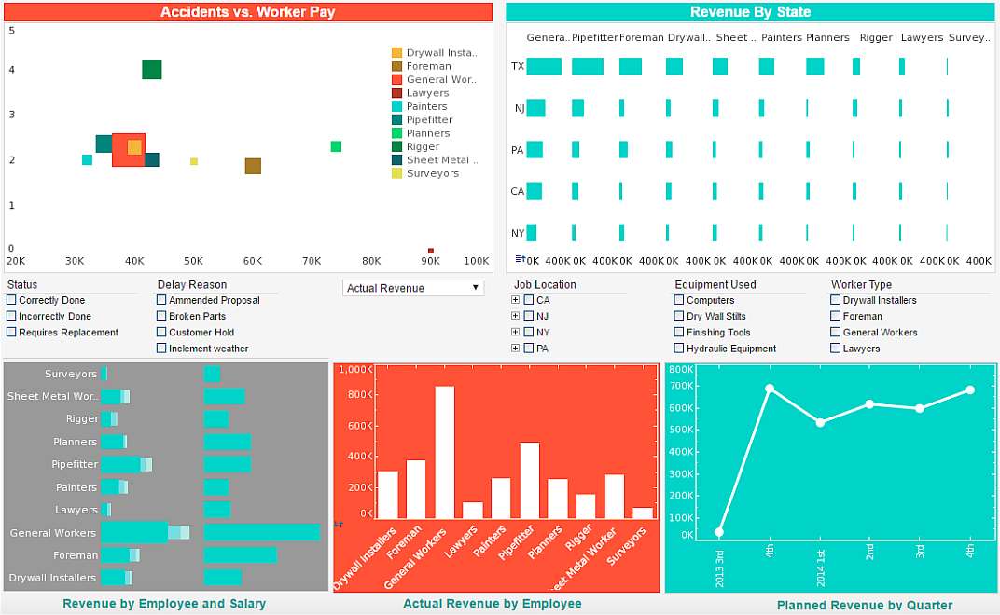 Accidents vs. Worker Pay
5
4
3
2
1
0
20K 30K 40K 50K 60K 70K 80K 90K 100K
Drywall Insta..
Foreman
General Wor..
Lawyers
Painters
Pipefitter
Planners
Rigger
Sheet Metal ..
Surveyors
Revenue By State
Genera.. Pipefitter Foreman Drywall.. Sheet .. Painters Planners Rigger Lawyers Survey..
TX
NJ
PA
CA
NY
0K 400K 0K 400K 0K 400K 0K 400K 0K 400K 0K 400K 0K 400K 0K 400K 0K 400K 0K 400K
Status
Correctly Done
Incorrectly Done
Requires Replacement
Delay Reason
Ammended Proposal
Broken Parts
Customer Hold
Inclement weather
Actual Revenue
Job Location
CA
NJ
NY
PA
Equipment Used
Computers
Dry Wall Stilts
Finishing Tools
Hydraulic Equipment
Worker Type
Drywall Installers
Foreman
General Workers
Lawyers
Surveyors
Sheet Metal Wor..
Rigger
Planners
Pipefitter
Painters
Lawyers
General Workers
Foreman
Drywall Installers
Revenue by Employee and Salary
1,000K
800K
600K
400K
200K
0K
Drywall Installers
Foreman
General Workers
Lawyers
Painters
Pipefitter
Planners
Rigger
eet Metal Worker
Surveyors
Actual Revenue by Employee
800K
700K
600K
500K
400K
300K
200K
100K
0K
2013 3rd
4th
2014 1st
2nd
3rd
4th
Planned Revenue by Quarter